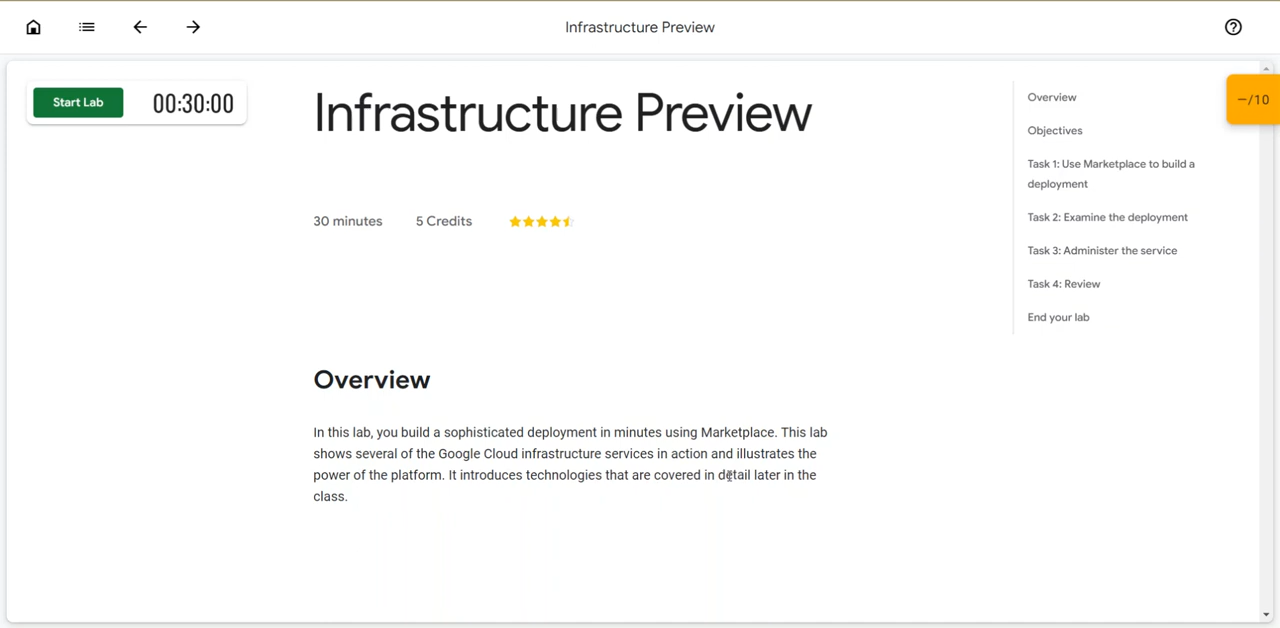 Infrastructure Preview
Start Lab
00:30:00
Infrastructure Preview
30 minutes 5 Credits
Overview
In this lab, you build a sophisticated deployment in minutes using Marketplace. This lab
shows several of the Google Cloud infrastructure services in action and illustrates the
power of the platform. It introduces technologies that are covered in detail later in the
class.
Overview
Objectives
Task 1: Use Marketplace to build a
deployment
Task 2: Examine the deployment
Task 3: Administer the service
Task 4: Review
End your lab
–/10